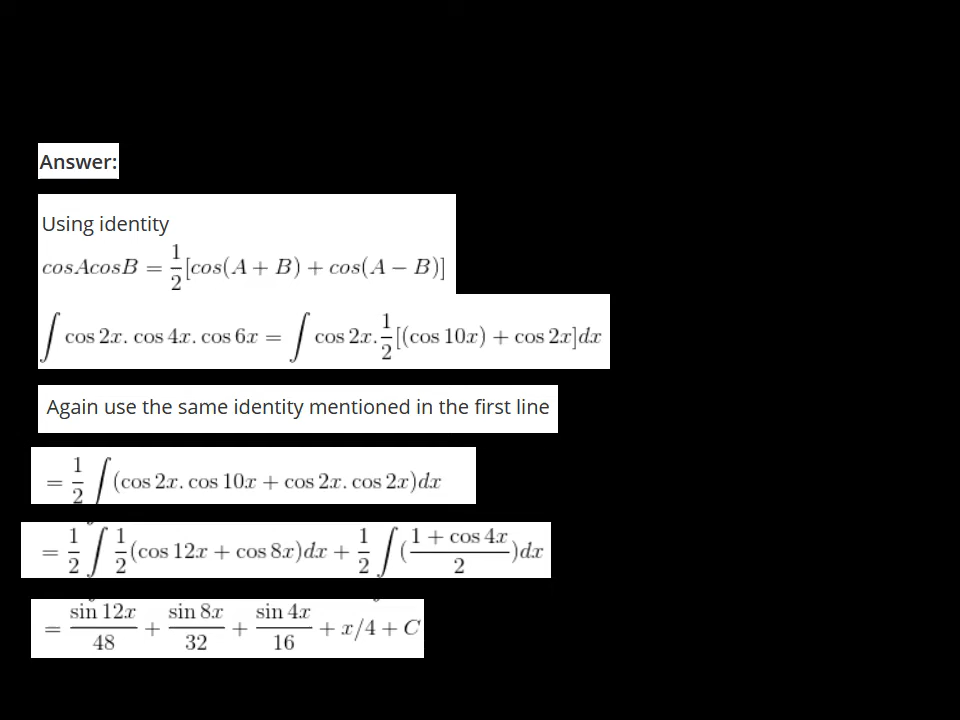 Answer:
Using identity
cosAcosB = 1/2[cos(A + B) + cos(A − B)]
∫ cos 2x. cos 4x. cos 6x = ∫ cos 2x.1/2[(cos 10x) + cos 2x]dx
Again use the same identity mentioned in the first line
= 1/2 ∫ (cos 2x. cos 10x + cos 2x. cos 2x)dx
= 1/2 ∫ 1/2(cos 12x + cos 8x)dx + 1/2 ∫ (1 + cos 4x/2)dx
= sin 12x/48 + sin 8x/32 + sin 4x/16 + x/4 + C